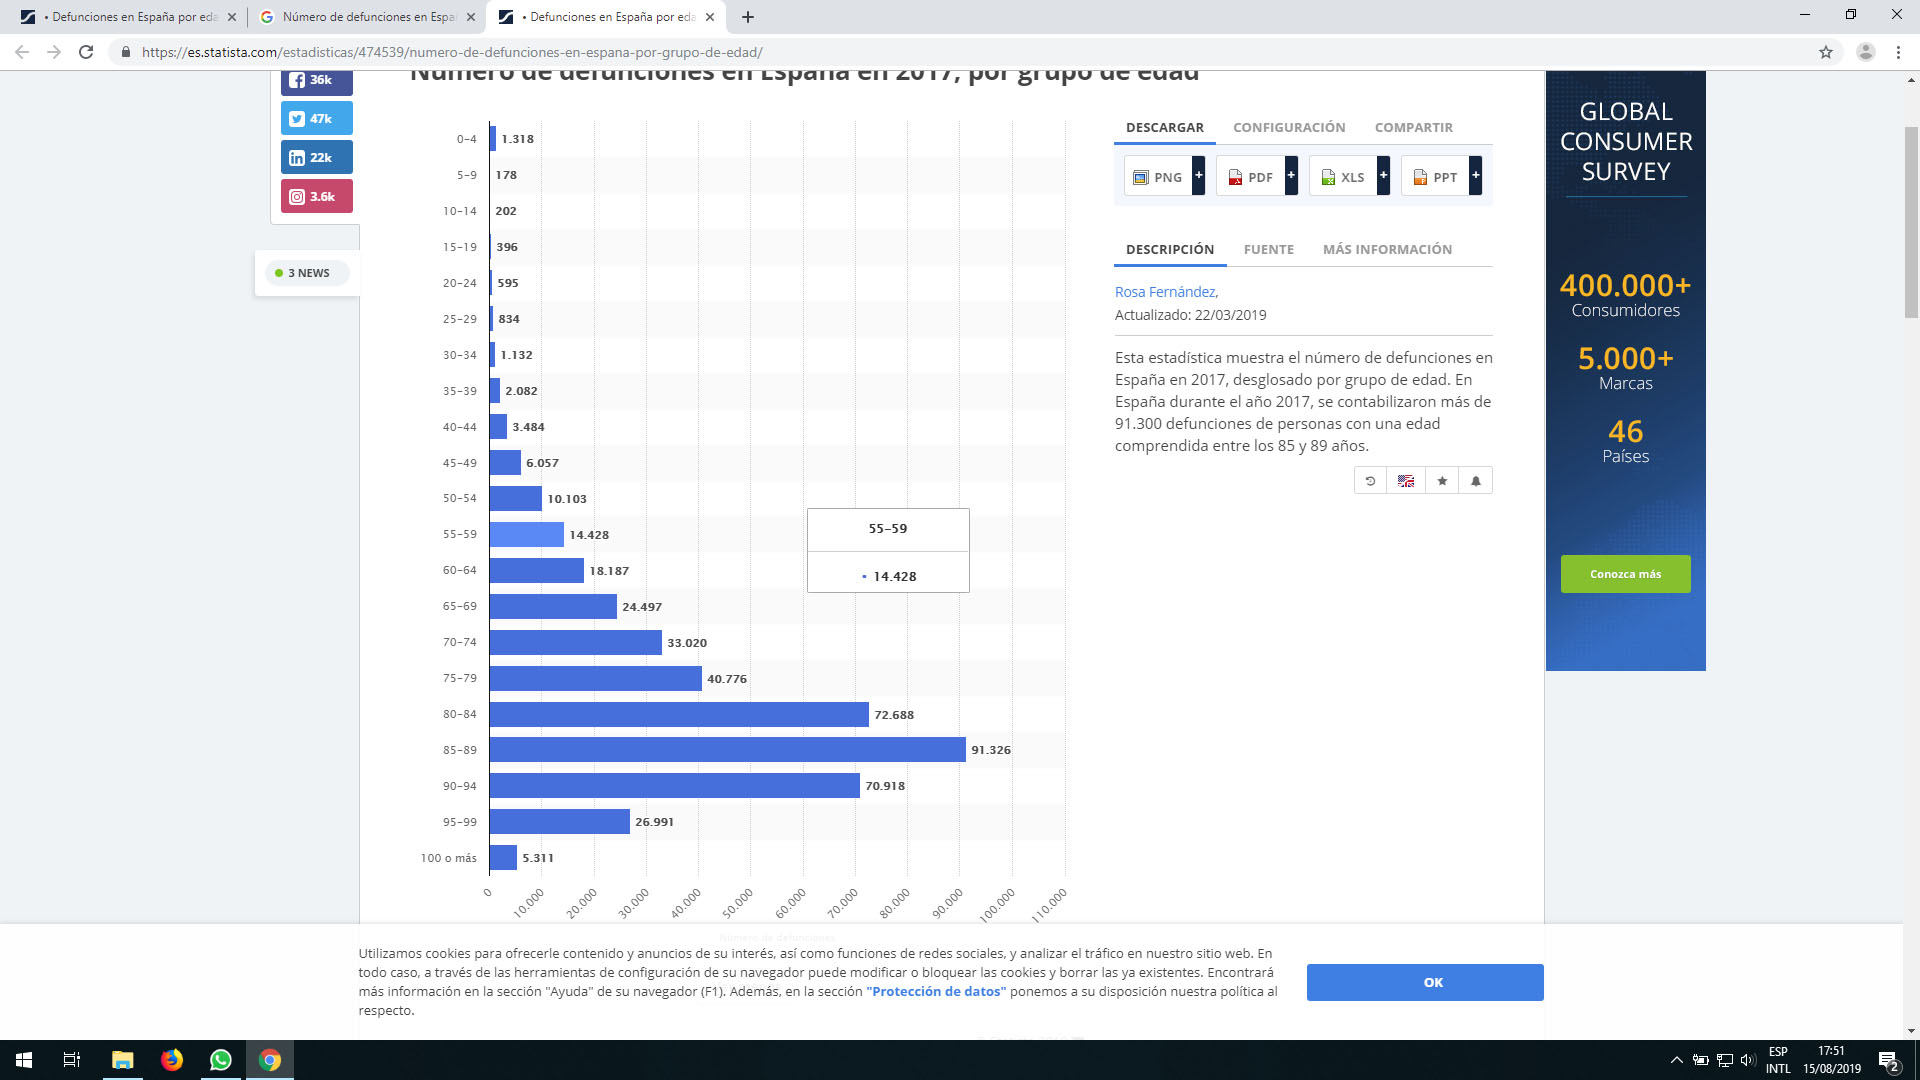 • Defunciones en España por eda
Número de defunciones en Espa
• Defunciones en España por eda
https://es.statista.com/estadisticas/474539/numero-de-defunciones-en-espana-por-grupo-de-edad/
Número de defunciones en España en 2017, por grupo de edad
36k
47k
22k
3.6k
3 NEWS
0-4 1.318
5-9 178
10-14 202
15-19 396
20-24 595
25-29 834
30-34 1.132
35-39 2.082
40-44 3.484
45-49 6.057
50-54 10.103
55-59 14.428
60-64 18.187
65-69 24.497
70-74 33.020
75-79 40.776
80-84 72.688
85-89 91.326
90-94 70.918
95-99 26.991
100 o más 5.311
0 10.000 20.000 30.000 40.000 50.000 60.000 70.000 80.000 90.000 100.000 110.000
Número de defunciones
55-59
• 14.428
DESCARGAR CONFIGURACIÓN COMPARTIR
PNG + PDF + XLS + PPT +
DESCRIPCIÓN FUENTE MÁS INFORMACIÓN
Rosa Fernández,
Actualizado: 22/03/2019
Esta estadística muestra el número de defunciones en
España en 2017, desglosado por grupo de edad. En
España durante el año 2017, se contabilizaron más de
91.300 defunciones de personas con una edad
comprendida entre los 85 y 89 años.
GLOBAL
CONSUMER
SURVEY
400.000+
Consumidores
5.000+
Marcas
46
Países
Conozca más
Utilizamos cookies para ofrecerle contenido y anuncios de su interés, así como funciones de redes sociales, y analizar el tráfico en nuestro sitio web. En
todo caso, a través de las herramientas de configuración de su navegador puede modificar o bloquear las cookies y borrar las ya existentes. Encontrará
más información en la sección "Ayuda" de su navegador (F1). Además, en la sección "Protección de datos" ponemos a su disposición nuestra política al
respecto.
OK
ESP
INTL
17:51
15/08/2019
2